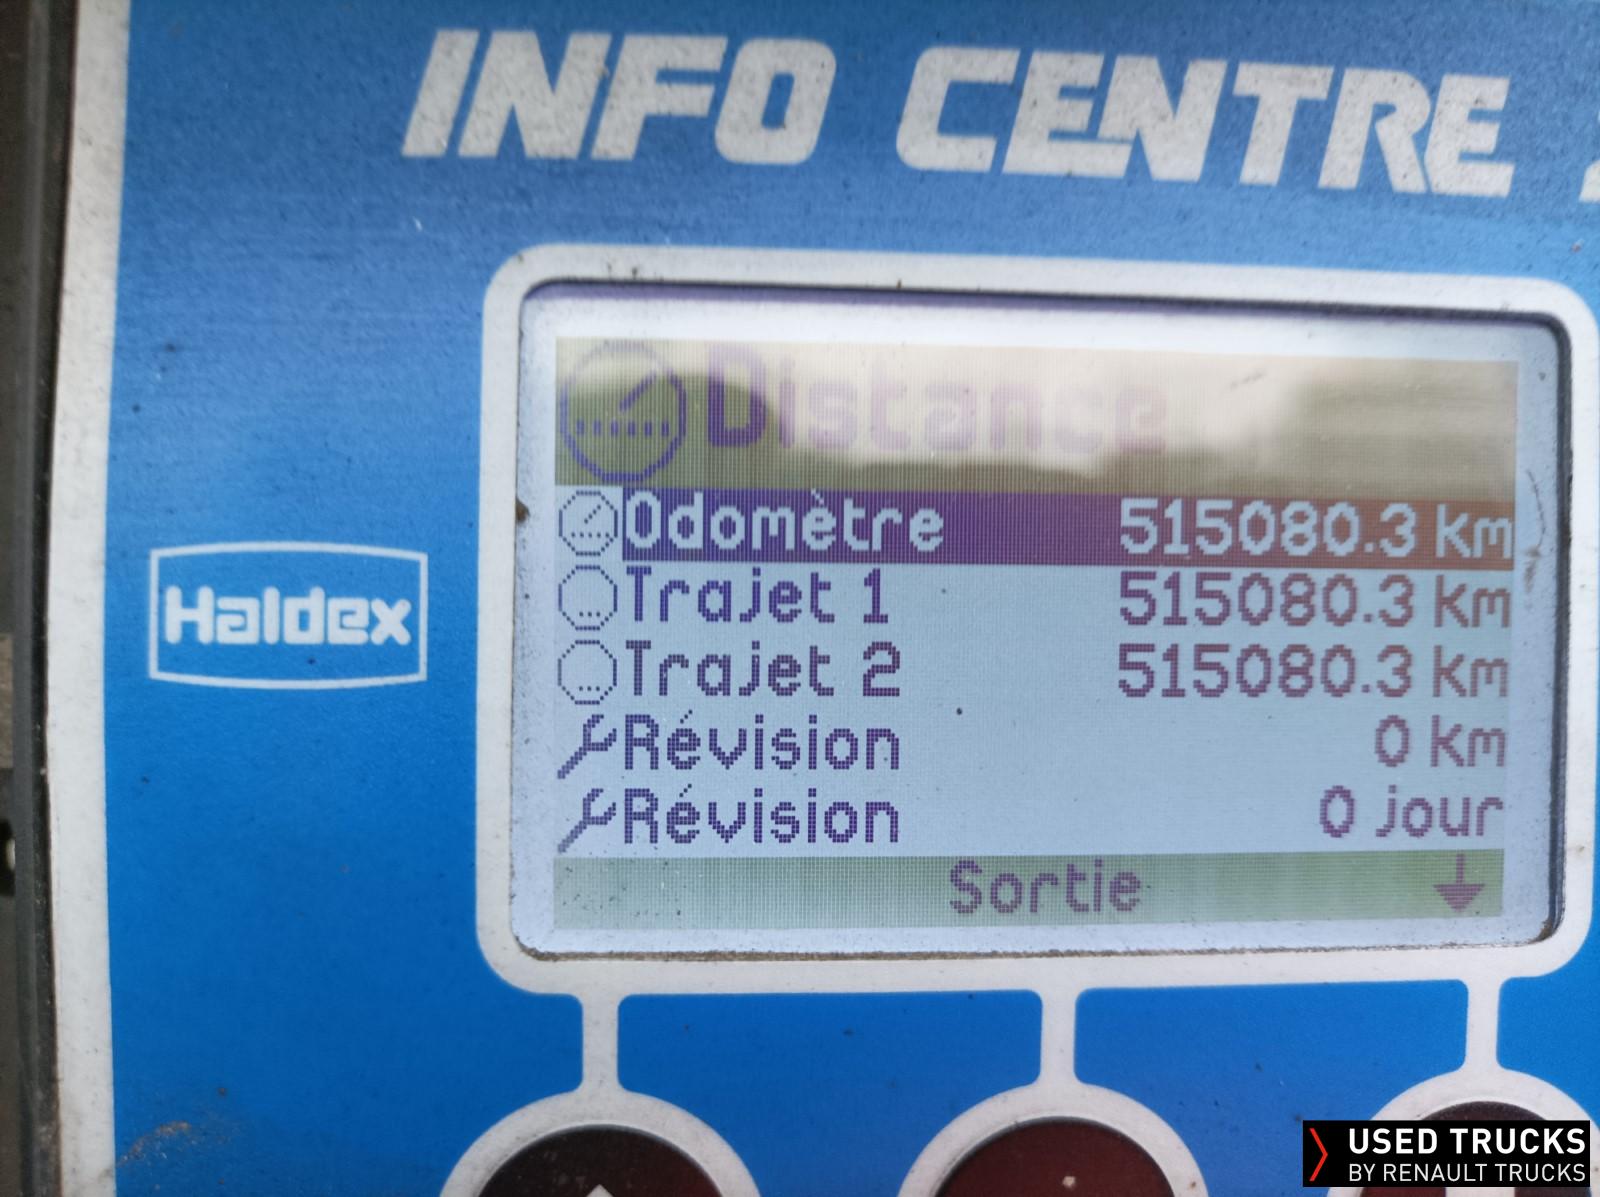 INFO CENTRE
Distance
Odomètre 515080.3 km
Trajet 1 515080.3 km
Trajet 2 515080.3 km
Révision 0 km
Révision 0 jour
Sortie
Haldex
USED TRUCKS
BY RENAULT TRUCKS